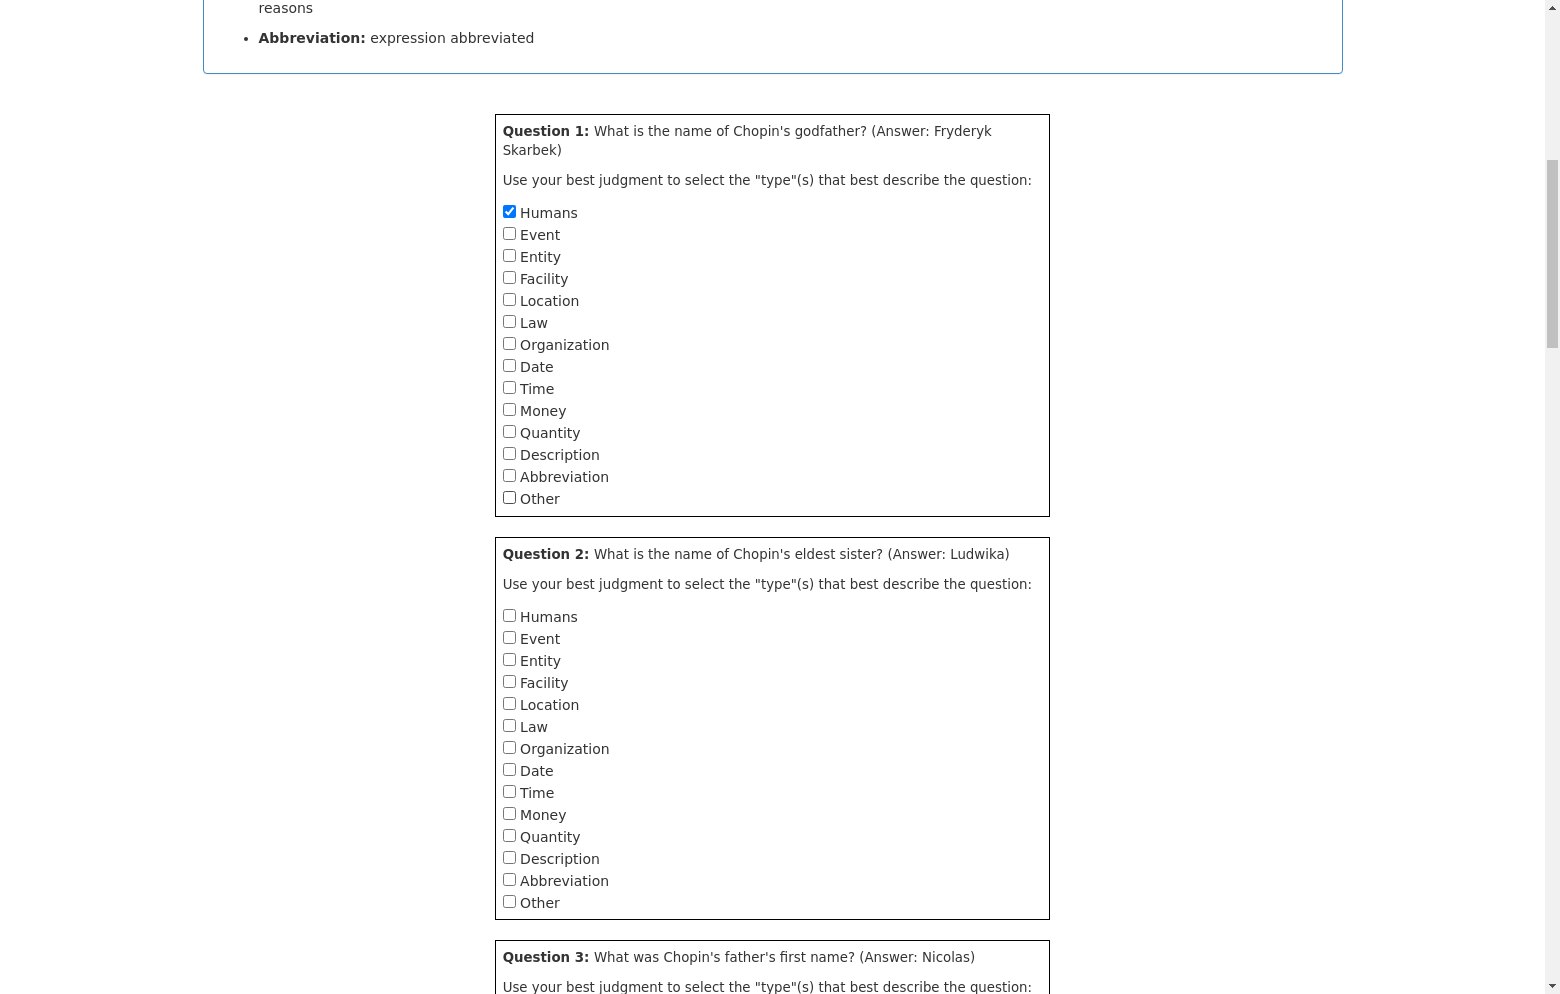 reasons
Abbreviation: expression abbreviated
Question 1: What is the name of Chopin's godfather? (Answer: Fryderyk
Skarbek)
Use your best judgment to select the "type"(s) that best describe the question:
Humans
Event
Entity
Facility
Location
Law
Organization
Date
Time
Money
Quantity
Description
Abbreviation
Other
Question 2: What is the name of Chopin's eldest sister? (Answer: Ludwika)
Use your best judgment to select the "type"(s) that best describe the question:
Humans
Event
Entity
Facility
Location
Law
Organization
Date
Time
Money
Quantity
Description
Abbreviation
Other
Question 3: What was Chopin's father's first name? (Answer: Nicolas)
Use your best judgment to select the "type"(s) that best describe the question: